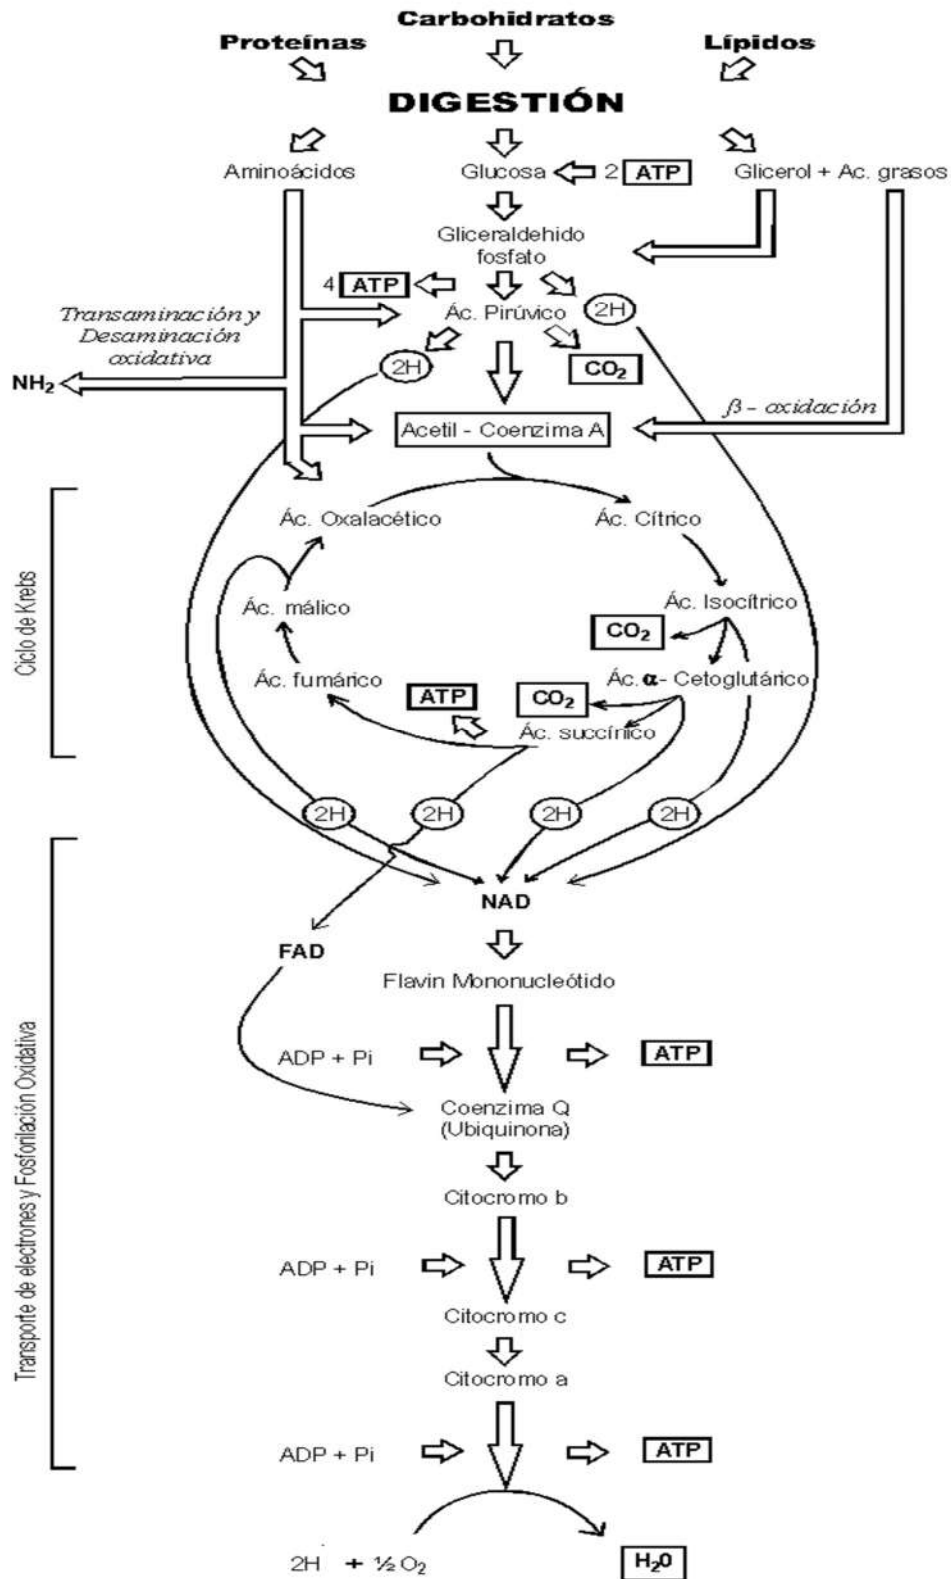 Carbohidratos
Proteínas
Lípidos
DIGESTIÓN
Aminoácidos
Glucosa
2 ATP
Glicerol + Ac. grasos
Gliceraldehido
fosfato
4 ATP
2H
Ác. Pirúvico
Transaminación y
Desaminación
oxidativa
2H
CO₂
NH₂
β - oxidación
Acetil - Coenzima A
Ciclo de Krebs
Ác. Oxalacético
Ác. Cítrico
Ác. málico
Ác. Isocítrico
CO₂
Ác. fumárico
Ác. α - Cetoglutárico
ATP
CO₂
Ác. succínico
2H
2H
2H
2H
NAD
FAD
Transporte de electrones y Fosforilación Oxidativa
Flavin Mononucleótido
ADP + Pi
ATP
Coenzima Q
(Ubiquinona)
Citocromo b
ADP + Pi
ATP
Citocromo c
Citocromo a
ADP + Pi
ATP
2H + ½ O₂
H₂0